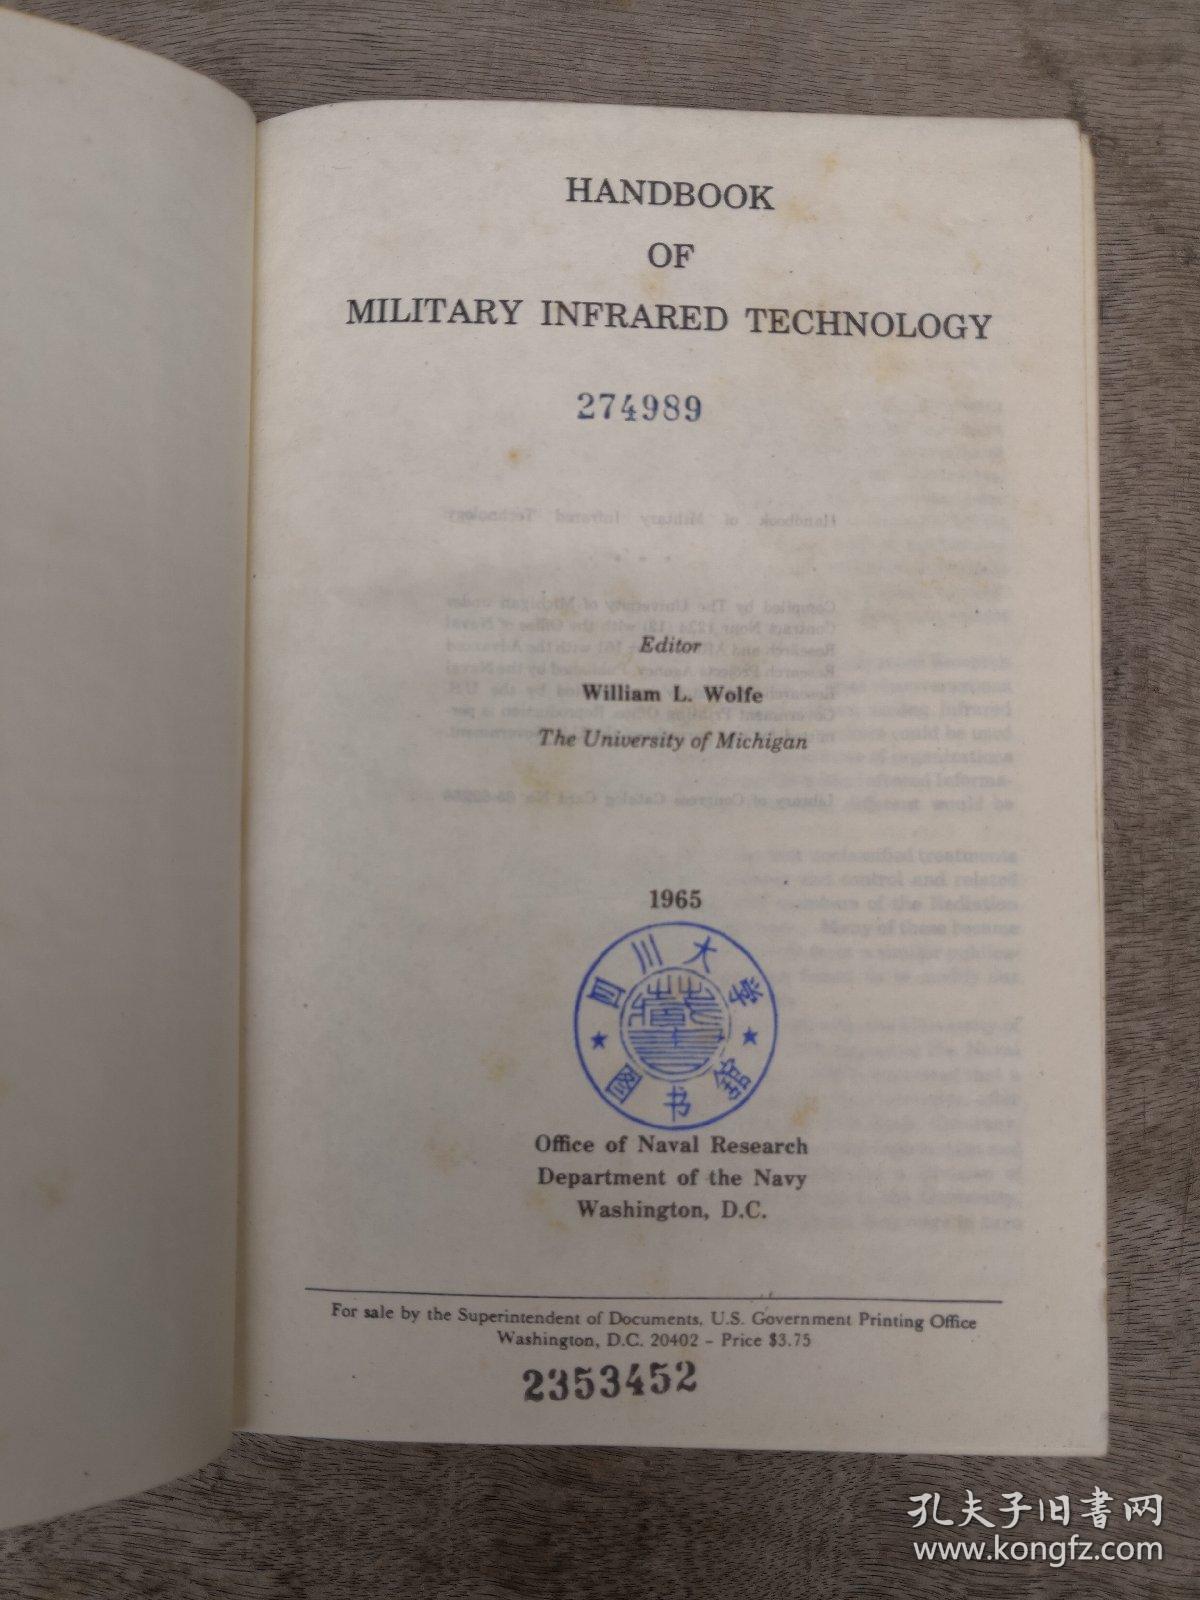 HANDBOOK
OF
MILITARY INFRARED TECHNOLOGY
274989
Editor
William L. Wolfe
The University of Michigan
1965
四川大学
图书馆
Office of Naval Research
Department of the Navy
Washington, D.C.
For sale by the Superintendent of Documents, U.S. Government Printing Office
Washington, D.C. 20402 - Price $3.75
2353452
孔夫子旧书网
www.kongfz.com